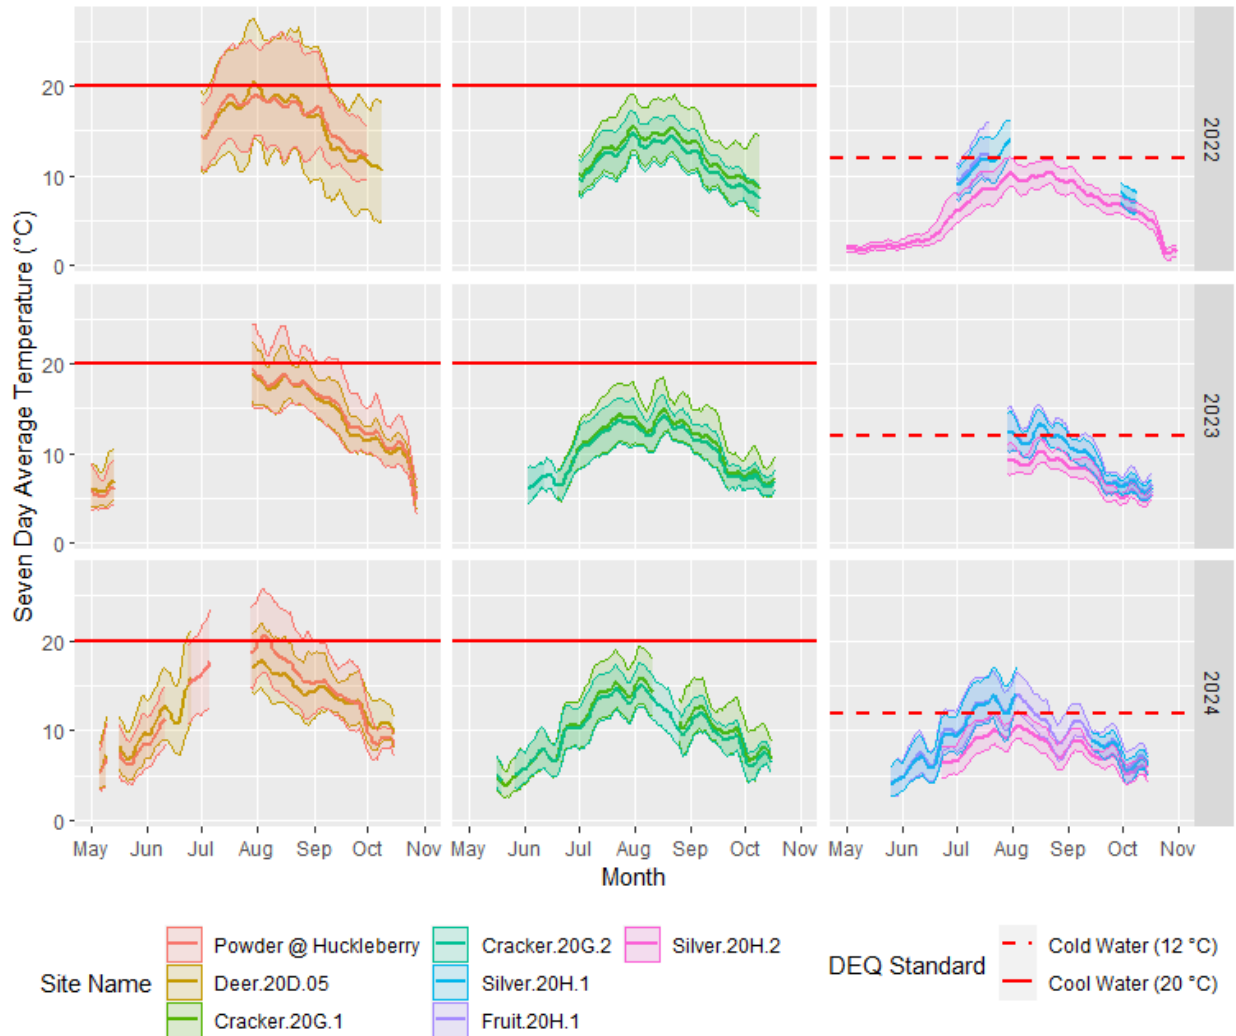 Seven Day Average Temperature (°C)
20
10
0
2022
20
10
0
2023
20
10
0
2024
May Jun Jul Aug Sep Oct Nov May Jun Jul Aug Sep Oct Nov May Jun Jul Aug Sep Oct Nov
Month
Site Name
Powder @ Huckleberry
Deer.20D.05
Cracker.20G.1
Cracker.20G.2
Silver.20H.1
Fruit.20H.1
Silver.20H.2
DEQ Standard
Cold Water (12 °C)
Cool Water (20 °C)